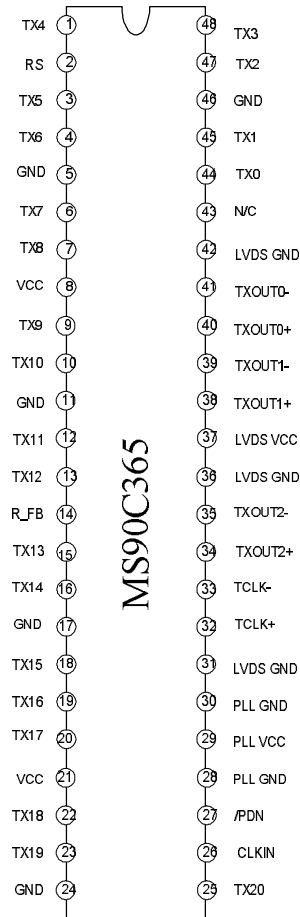 TX4 1 48 TX3
RS 2 47 TX2
TX5 3 46 GND
TX6 4 45 TX1
GND 5 44 TX0
TX7 6 43 N/C
TX8 7 42 LVDS GND
VCC 8 41 TXOUT0-
TX9 9 40 TXOUT0+
TX10 10 39 TXOUT1-
GND 11 38 TXOUT1+
TX11 12 37 LVDS VCC
TX12 13 36 LVDS GND
R_FB 14 35 TXOUT2-
TX13 15 34 TXOUT2+
TX14 16 33 TCLK-
GND 17 32 TCLK+
TX15 18 31 LVDS GND
TX16 19 30 PLL GND
TX17 20 29 PLL VCC
VCC 21 28 PLL GND
TX18 22 27 /PDN
TX19 23 26 CLKIN
GND 24 25 TX20
MS90C365